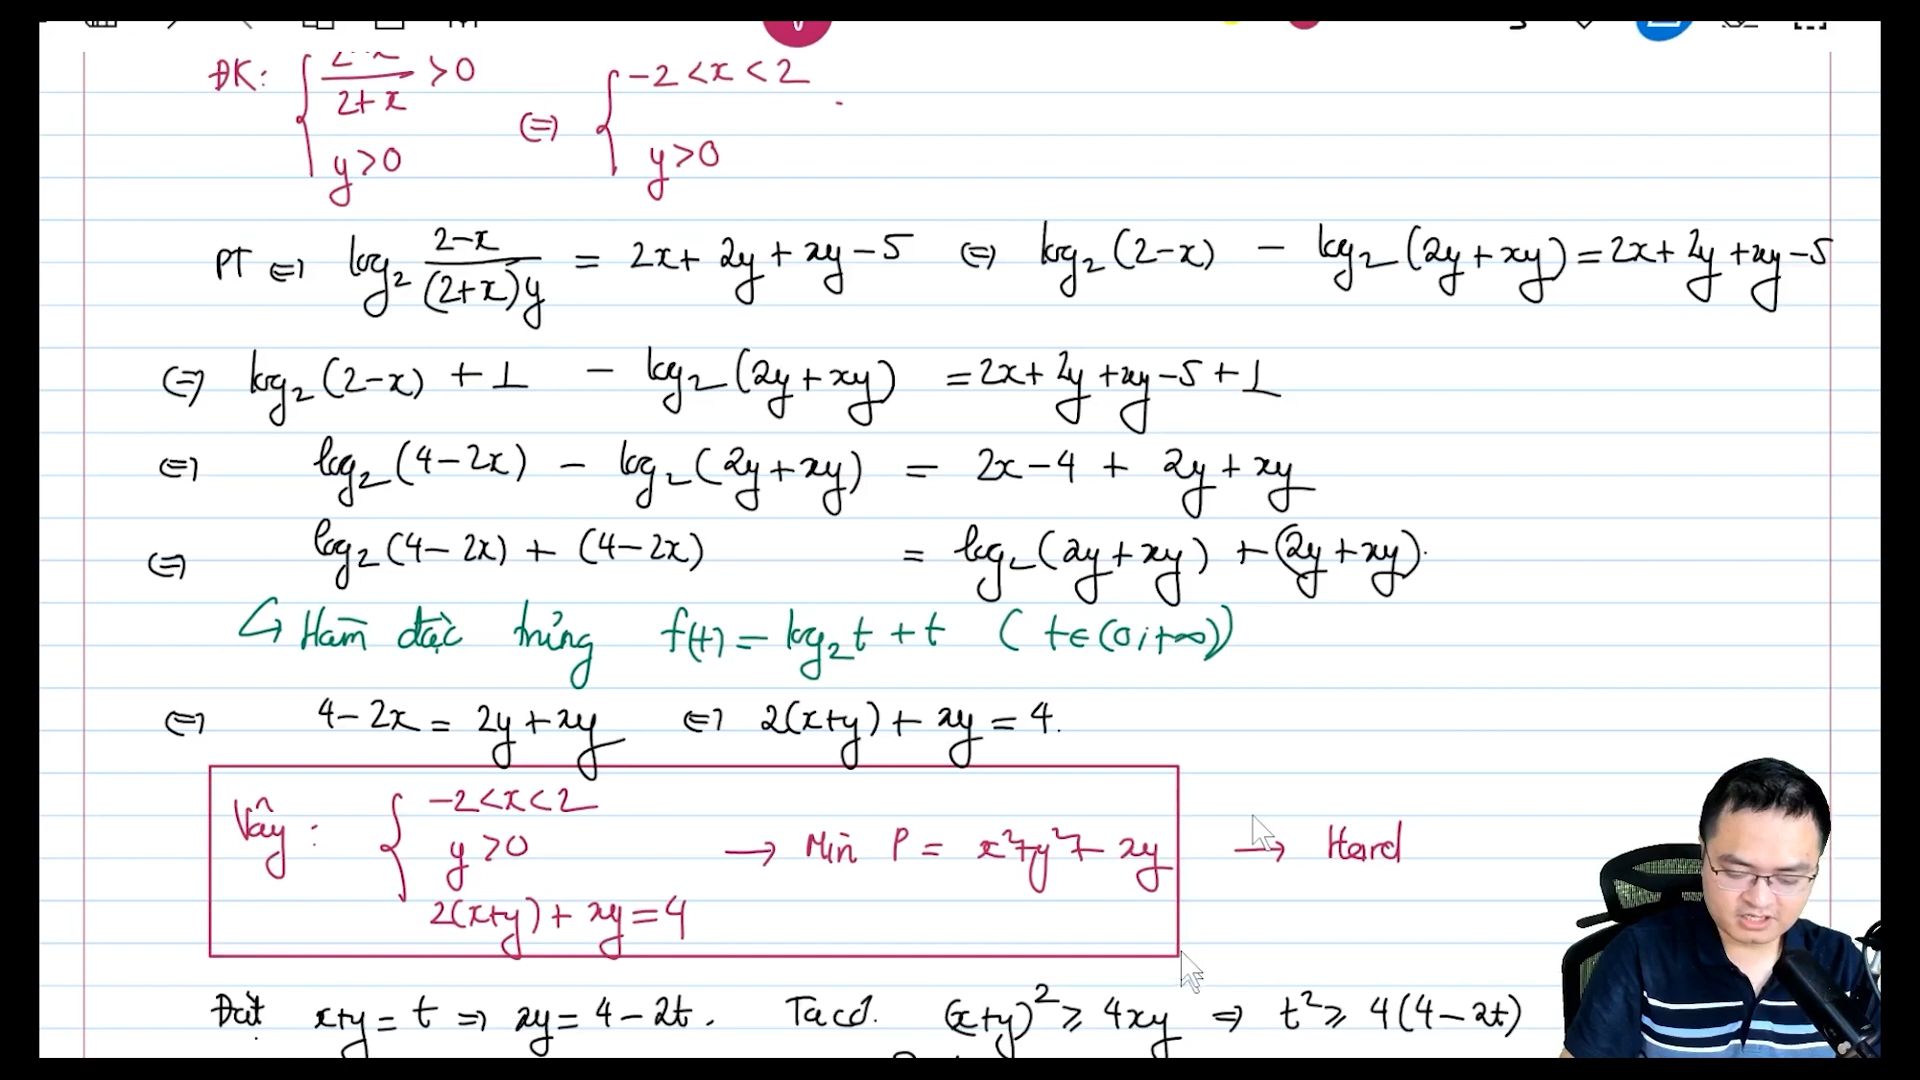 ĐK: { (2-x)/(2+x) > 0 ⇔ { -2 < x < 2
y > 0 y > 0
PT ⇔ log₂ (2-x)/((2+x)y) = 2x + 2y + xy - 5 ⇔ log₂(2-x) - log₂(2y + xy) = 2x + 2y + xy - 5
⇔ log₂(2-x) + 1 - log₂(2y + xy) = 2x + 2y + xy - 5 + 1
⇔ log₂(4-2x) - log₂(2y + xy) = 2x - 4 + 2y + xy
⇔ log₂(4-2x) + (4-2x) = log₂(2y + xy) + (2y + xy).
↪ Hàm đặc trưng f(t) = log₂t + t (t ∈ (0; +∞))
⇔ 4 - 2x = 2y + xy ⇔ 2(x+y) + xy = 4.
Vậy: { -2 < x < 2
y > 0 → Min P = x² + y² + xy → Hard
2(x+y) + xy = 4
Đặt x+y = t ⇒ xy = 4 - 2t. Ta có. (x+y)² ≥ 4xy ⇒ t² ≥ 4(4-2t)